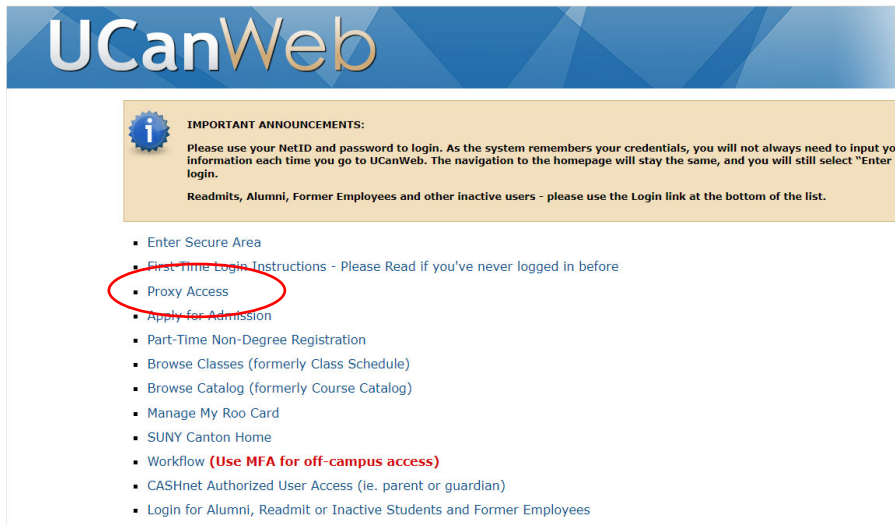 UCanWeb
IMPORTANT ANNOUNCEMENTS:
Please use your NetID and password to login. As the system remembers your credentials, you will not always need to input
information each time you go to UCanWeb. The navigation to the homepage will stay the same, and you will still select "Enter
login.
Readmits, Alumni, Former Employees and other inactive users - please use the Login link at the bottom of the list.
Enter Secure Area
First-Time Login Instructions - Please Read if you've never logged in before
Proxy Access
Apply for Admission
Part-Time Non-Degree Registration
Browse Classes (formerly Class Schedule)
Browse Catalog (formerly Course Catalog)
Manage My Roo Card
SUNY Canton Home
Workflow (Use MFA for off-campus access)
CASHnet Authorized User Access (ie. parent or guardian)
Login for Alumni, Readmit or Inactive Students and Former Employees